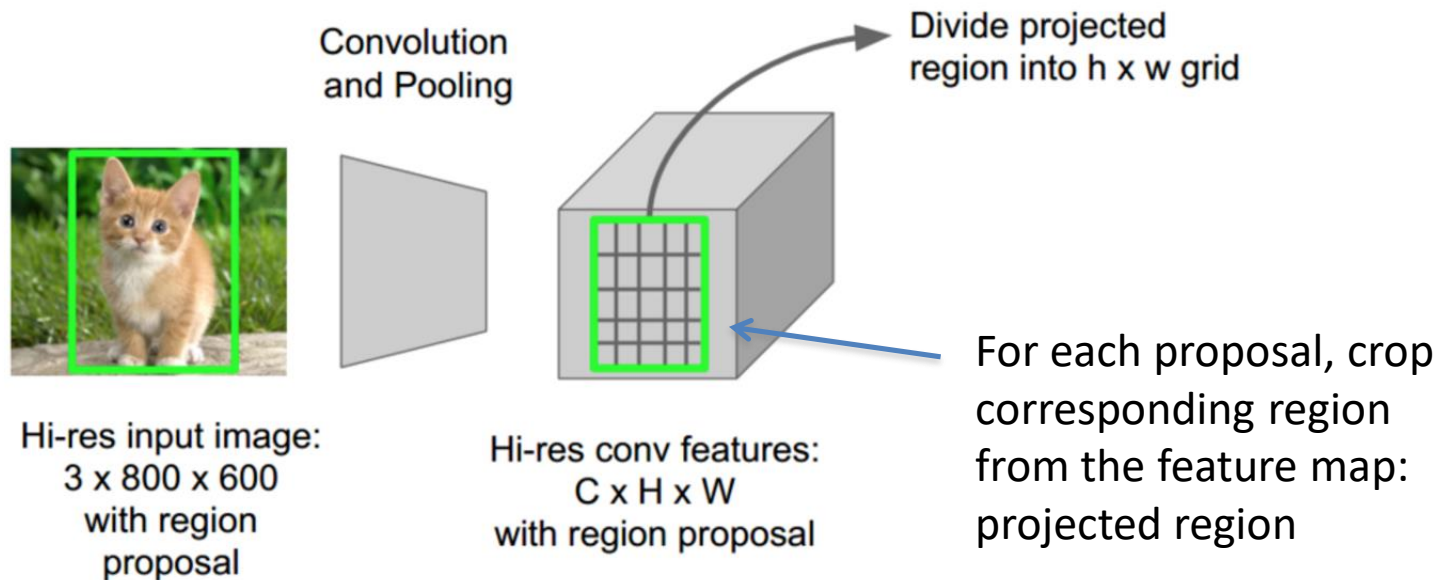 Convolution
and Pooling
Divide projected
region into h x w grid
Hi-res input image:
3 x 800 x 600
with region
proposal
Hi-res conv features:
C x H x W
with region proposal
For each proposal, crop
corresponding region
from the feature map:
projected region